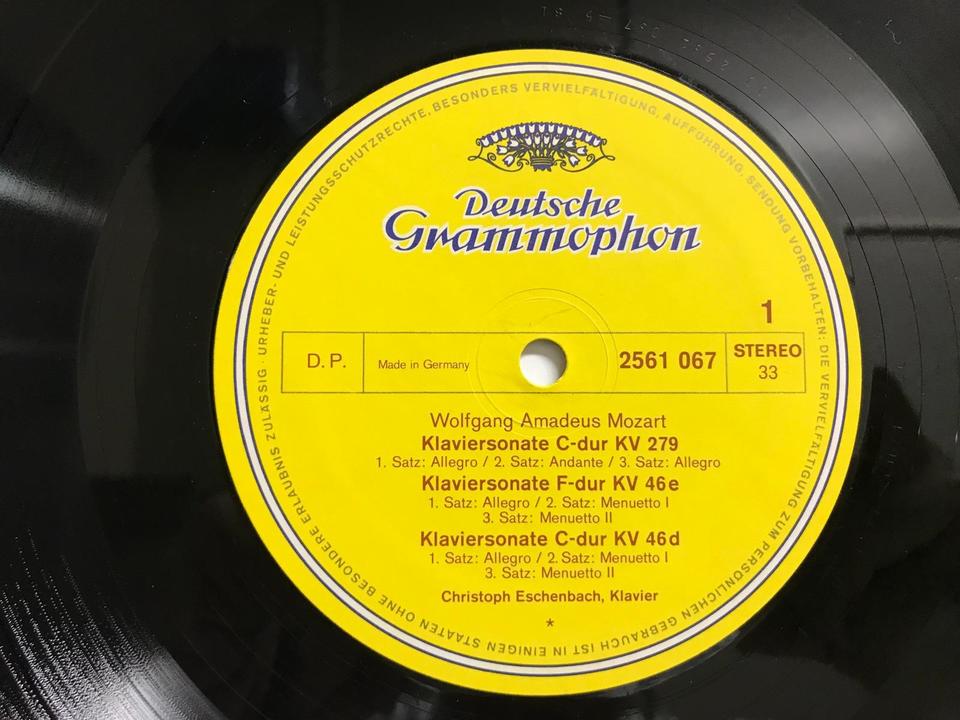 URHEBER- UND LEISTUNGSSCHUTZRECHTE, BESONDERS VERVIELFÄLTIGUNG, AUFFÜHRUNG, SENDUNG VORBEHALTEN: DIE VERVIELFÄLTIGUNG ZUM PERSÖNLICHEN GEBRAUCH IST IN EINIGEN STAATEN OHNE BESONDERE ERLAUBNIS ZULÄSSIG ·
Deutsche
Grammophon
1
D. P. Made in Germany 2561 067 STEREO
33
Wolfgang Amadeus Mozart
Klaviersonate C-dur KV 279
1. Satz: Allegro / 2. Satz: Andante / 3. Satz: Allegro
Klaviersonate F-dur KV 46e
1. Satz: Allegro / 2. Satz: Menuetto I
3. Satz: Menuetto II
Klaviersonate C-dur KV 46d
1. Satz: Allegro / 2. Satz: Menuetto I
3. Satz: Menuetto II
Christoph Eschenbach, Klavier
*